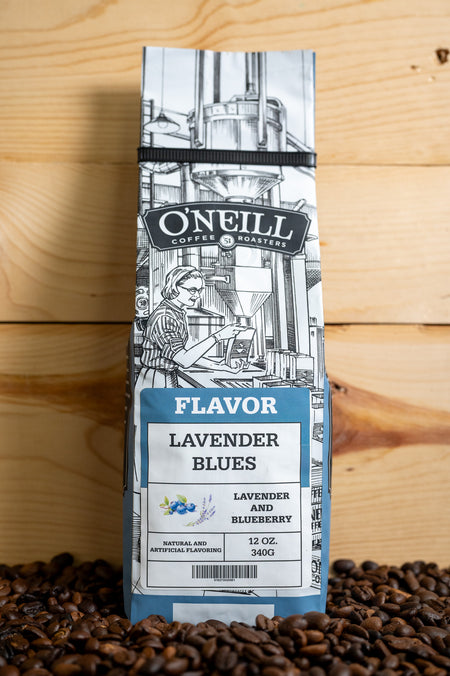 O'NEILL
COFFEE 51 ROASTERS
FLAVOR
LAVENDER
BLUES
LAVENDER
AND
BLUEBERRY
NATURAL AND
ARTIFICIAL FLAVORING
12 OZ.
340G